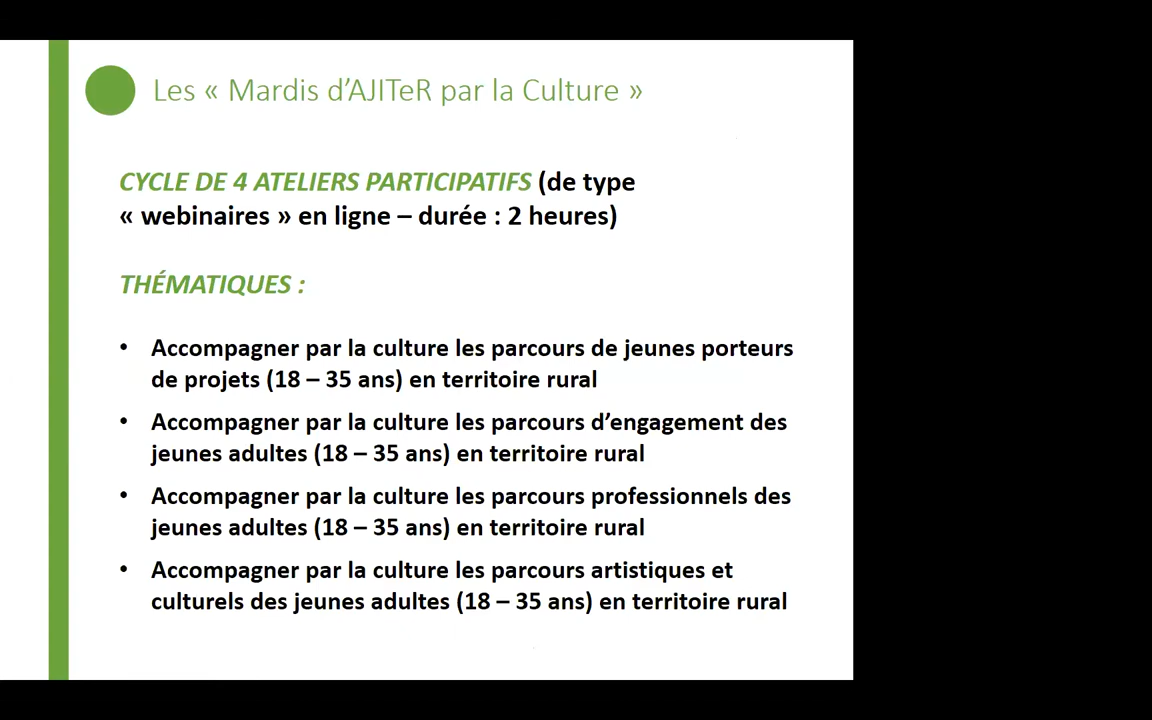 Les « Mardis d’AJITeR par la Culture »
CYCLE DE 4 ATELIERS PARTICIPATIFS (de type
« webinaires » en ligne – durée : 2 heures)
THÉMATIQUES :
• Accompagner par la culture les parcours de jeunes porteurs
de projets (18 – 35 ans) en territoire rural
• Accompagner par la culture les parcours d’engagement des
jeunes adultes (18 – 35 ans) en territoire rural
• Accompagner par la culture les parcours professionnels des
jeunes adultes (18 – 35 ans) en territoire rural
• Accompagner par la culture les parcours artistiques et
culturels des jeunes adultes (18 – 35 ans) en territoire rural